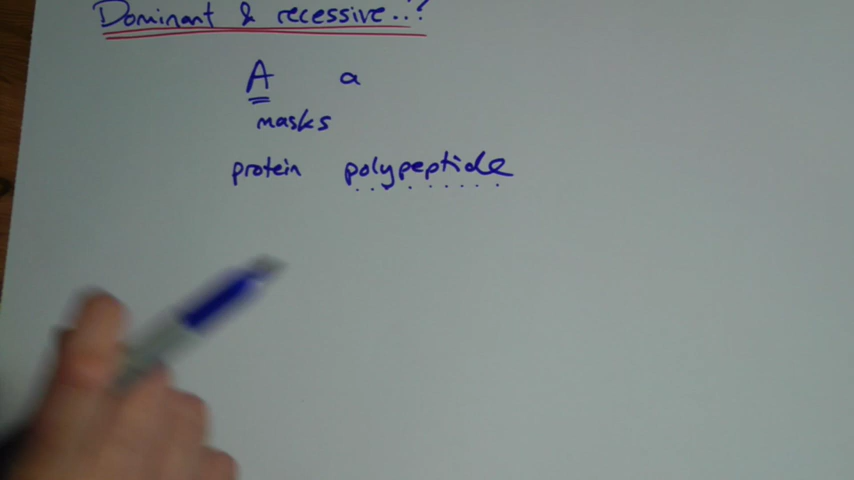 Dominant & recessive..?
A a
masks
protein polypeptide